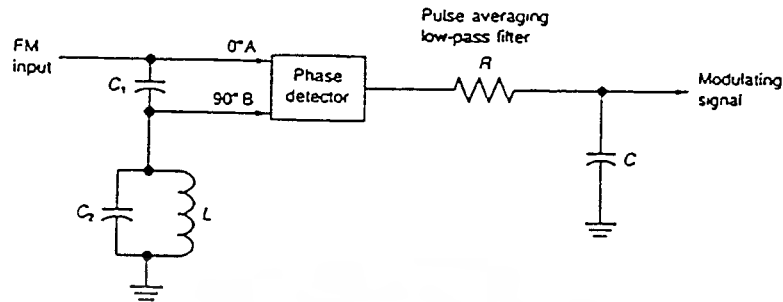 Pulse averaging
low-pass filter
FM
input
0° A
R
Phase
detector
Modulating
signal
C₁
90° B
C
C₂
L